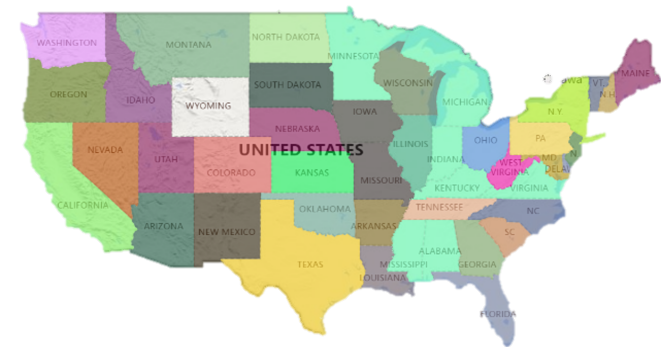 WASHINGTON
MONTANA
NORTH DAKOTA
MINNESOTA
MAINE
VT
N H
OREGON
IDAHO
WYOMING
SOUTH DAKOTA
WISCONSIN
MICHIGAN
N Y
IOWA
NEBRASKA
UNITED STATES
NEVADA
UTAH
COLORADO
KANSAS
MISSOURI
ILLINOIS
INDIANA
OHIO
PA
MD
DELA
WEST
VIRGINIA
VIRGINIA
KENTUCKY
CALIFORNIA
ARIZONA
NEW MEXICO
OKLAHOMA
ARKANSAS
TENNESSEE
NC
SC
TEXAS
LOUISIANA
MISSISSIPPI
ALABAMA
GEORGIA
FLORIDA